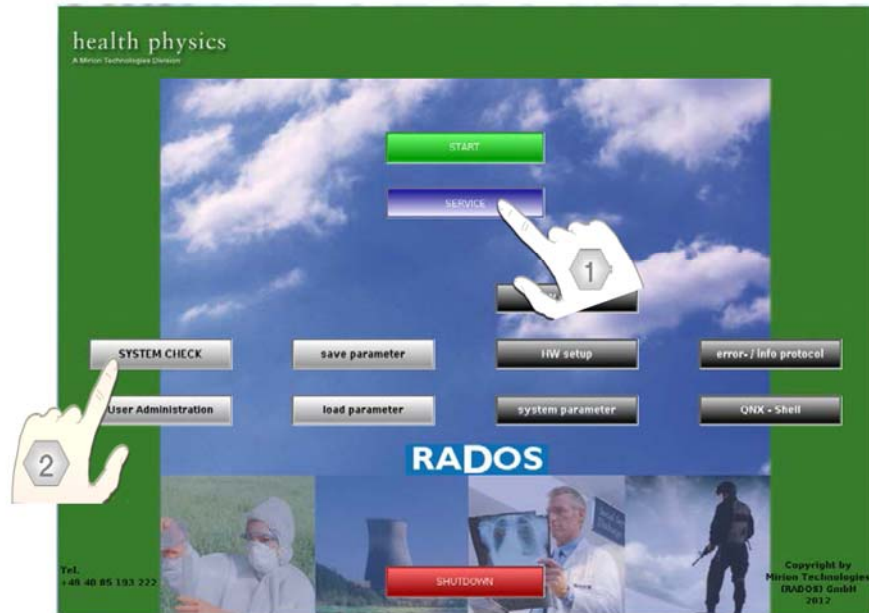 health physics
A Mirion Technologies Division
START
SERVICE
1
SYSTEM CHECK
save parameter
HW setup
error- / info protocol
User Administration
load parameter
system parameter
QNX - Shell
2
RADOS
Tel.
+49 40 85 193 222
SHUTDOWN
Copyright by
Mirion Technologies
(RADOS) GmbH
2012